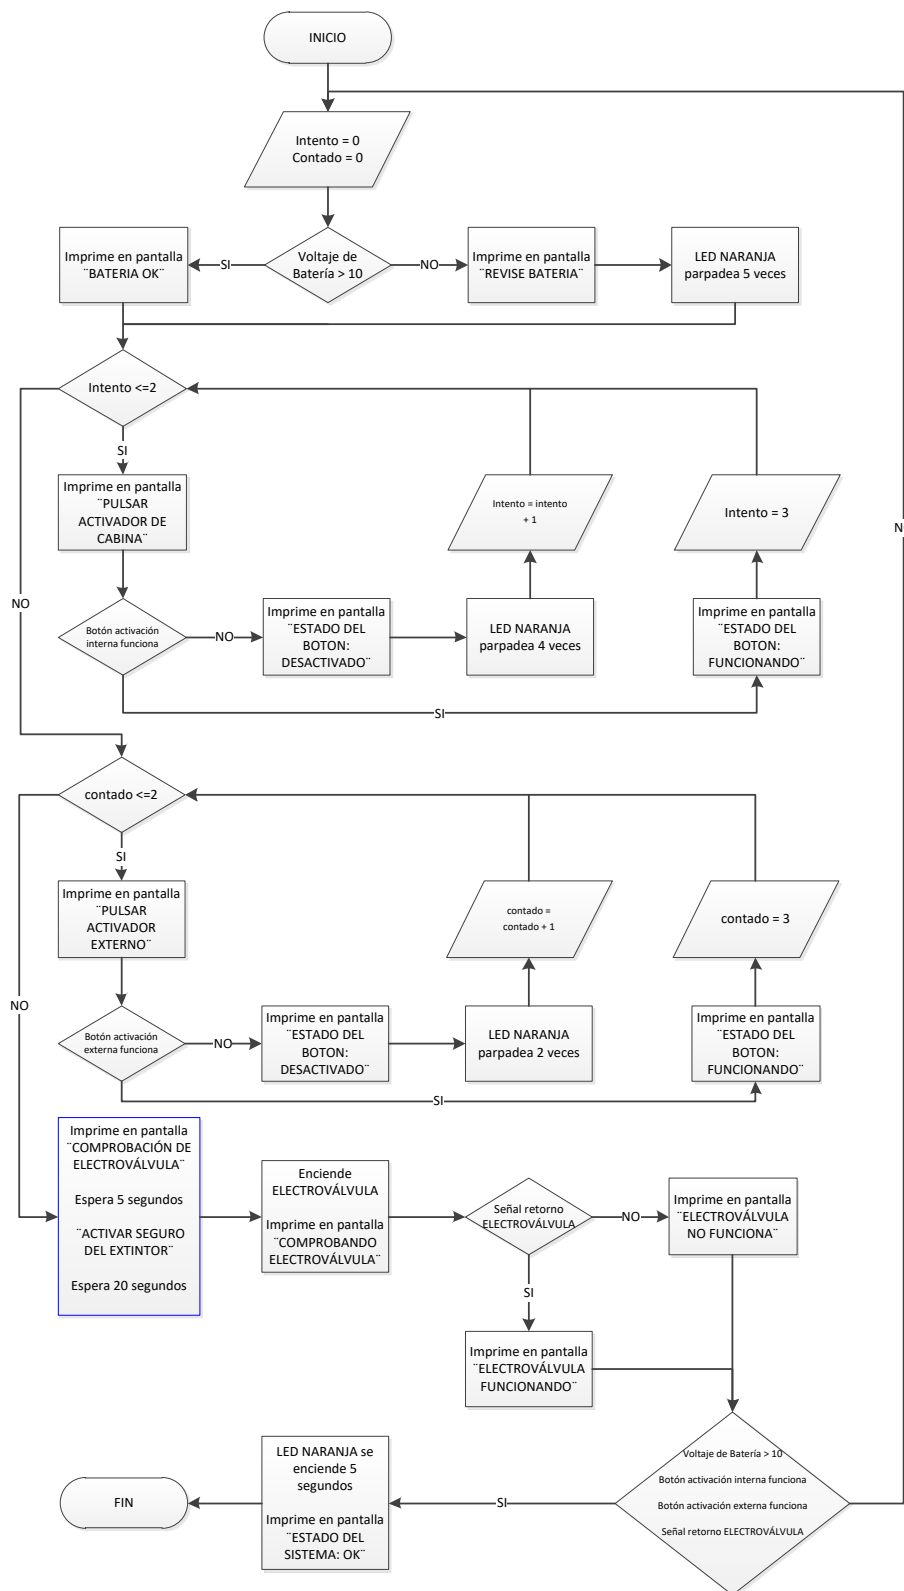 INICIO
Intento = 0
Contado = 0
Imprime en pantalla
¨BATERIA OK¨
SI
Voltaje de
Batería > 10
NO
Imprime en pantalla
¨REVISE BATERIA¨
LED NARANJA
parpadea 5 veces
Intento <=2
SI
Imprime en pantalla
¨PULSAR
ACTIVADOR DE
CABINA¨
Intento = intento
+ 1
Intento = 3
NO
Botón activación
interna funciona
NO
Imprime en pantalla
¨ESTADO DEL
BOTON:
DESACTIVADO¨
LED NARANJA
parpadea 4 veces
Imprime en pantalla
¨ESTADO DEL
BOTON:
FUNCIONANDO¨
SI
contado <=2
SI
Imprime en pantalla
¨PULSAR
ACTIVADOR
EXTERNO¨
contado =
contado + 1
contado = 3
NO
Botón activación
externa funciona
NO
Imprime en pantalla
¨ESTADO DEL
BOTON:
DESACTIVADO¨
LED NARANJA
parpadea 2 veces
Imprime en pantalla
¨ESTADO DEL
BOTON:
FUNCIONANDO¨
SI
Imprime en pantalla
¨COMPROBACIÓN DE
ELECTROVÁLVULA¨
Espera 5 segundos
¨ACTIVAR SEGURO
DEL EXTINTOR¨
Espera 20 segundos
Enciende
ELECTROVÁLVULA
Imprime en pantalla
¨COMPROBANDO
ELECTROVÁLVULA¨
Señal retorno
ELECTROVÁLVULA
NO
Imprime en pantalla
¨ELECTROVÁLVULA
NO FUNCIONA¨
SI
Imprime en pantalla
¨ELECTROVÁLVULA
FUNCIONANDO¨
Voltaje de Batería > 10
Botón activación interna funciona
Botón activación externa funciona
Señal retorno ELECTROVÁLVULA
SI
LED NARANJA se
enciende 5
segundos
Imprime en pantalla
¨ESTADO DEL
SISTEMA: OK¨
FIN